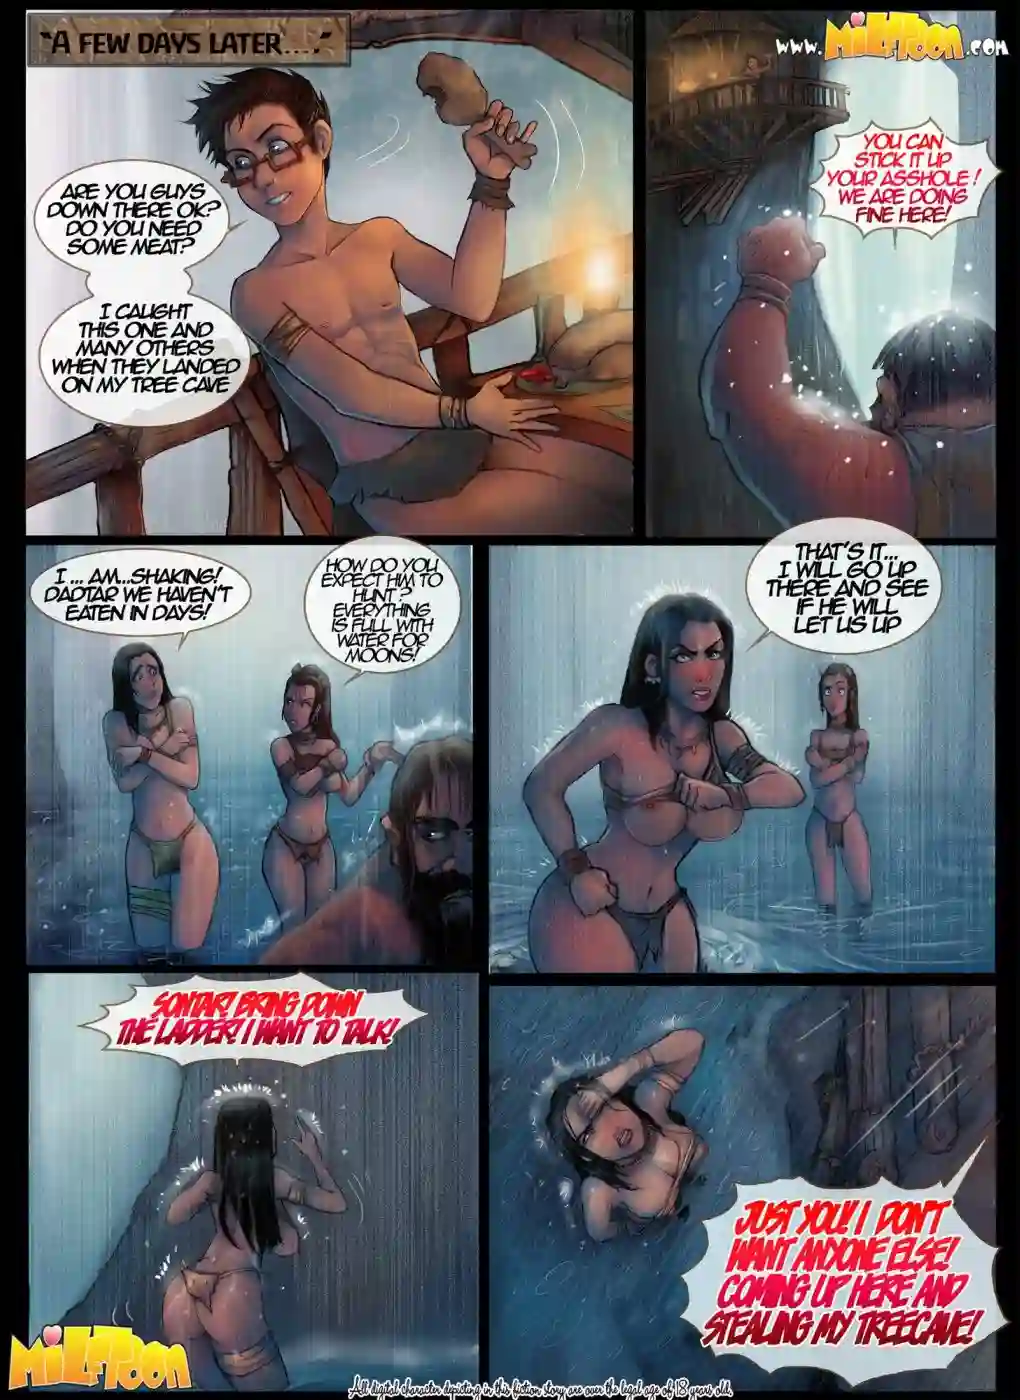 "A FEW DAYS LATER...."
www.MILFTOON.com
ARE YOU GUYS
DOWN THERE OK?
DO YOU NEED
SOME MEAT?
I CAUGHT
THIS ONE AND
MANY OTHERS
WHEN THEY LANDED
ON MY TREE CAVE
YOU CAN
STICK IT UP
YOUR ASSHOLE!
WE ARE DOING
FINE HERE!
I ... AM...SHAKING!
DADTAR WE HAVEN'T
EATEN IN DAYS!
HOW DO YOU
EXPECT HIM TO
HUNT?
EVERYTHING
IS FULL WITH
WATER FOR
MOONS!
THAT'S IT...
I WILL GO UP
THERE AND SEE
IF HE WILL
LET US UP
SONTAR! BRING DOWN
THE LADDER! I WANT TO TALK!
JUST YOU!! I DON'T
WANT ANYONE ELSE!
COMING UP HERE AND
STEALING MY TREECAVE!
MILFTOON
All digital character depicting in this fiction story are over the legal age of 18 years old.